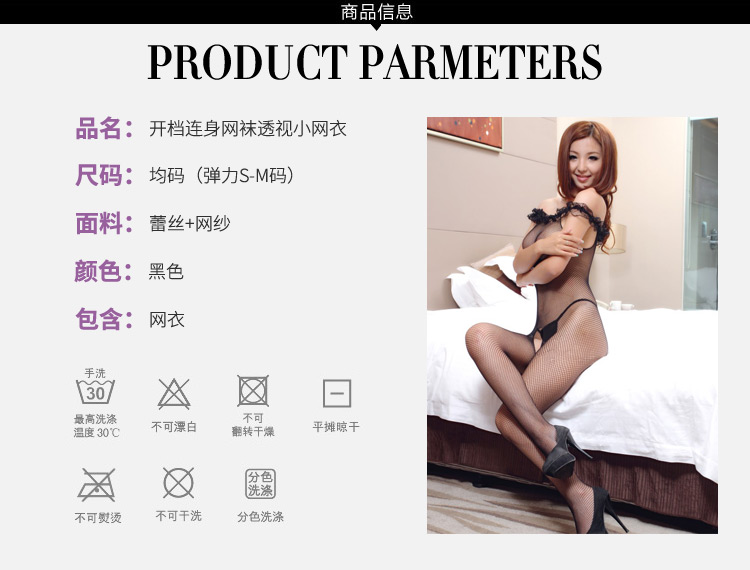 商品信息
PRODUCT PARMETERS
品名：开档连身网袜透视小网衣
尺码：均码（弹力S-M码）
面料：蕾丝+网纱
颜色：黑色
包含：网衣
手洗
30
最高洗涤
温度 30℃
不可漂白
不可
翻转干燥
平摊晾干
不可熨烫
不可干洗
分色
洗涤
分色洗涤